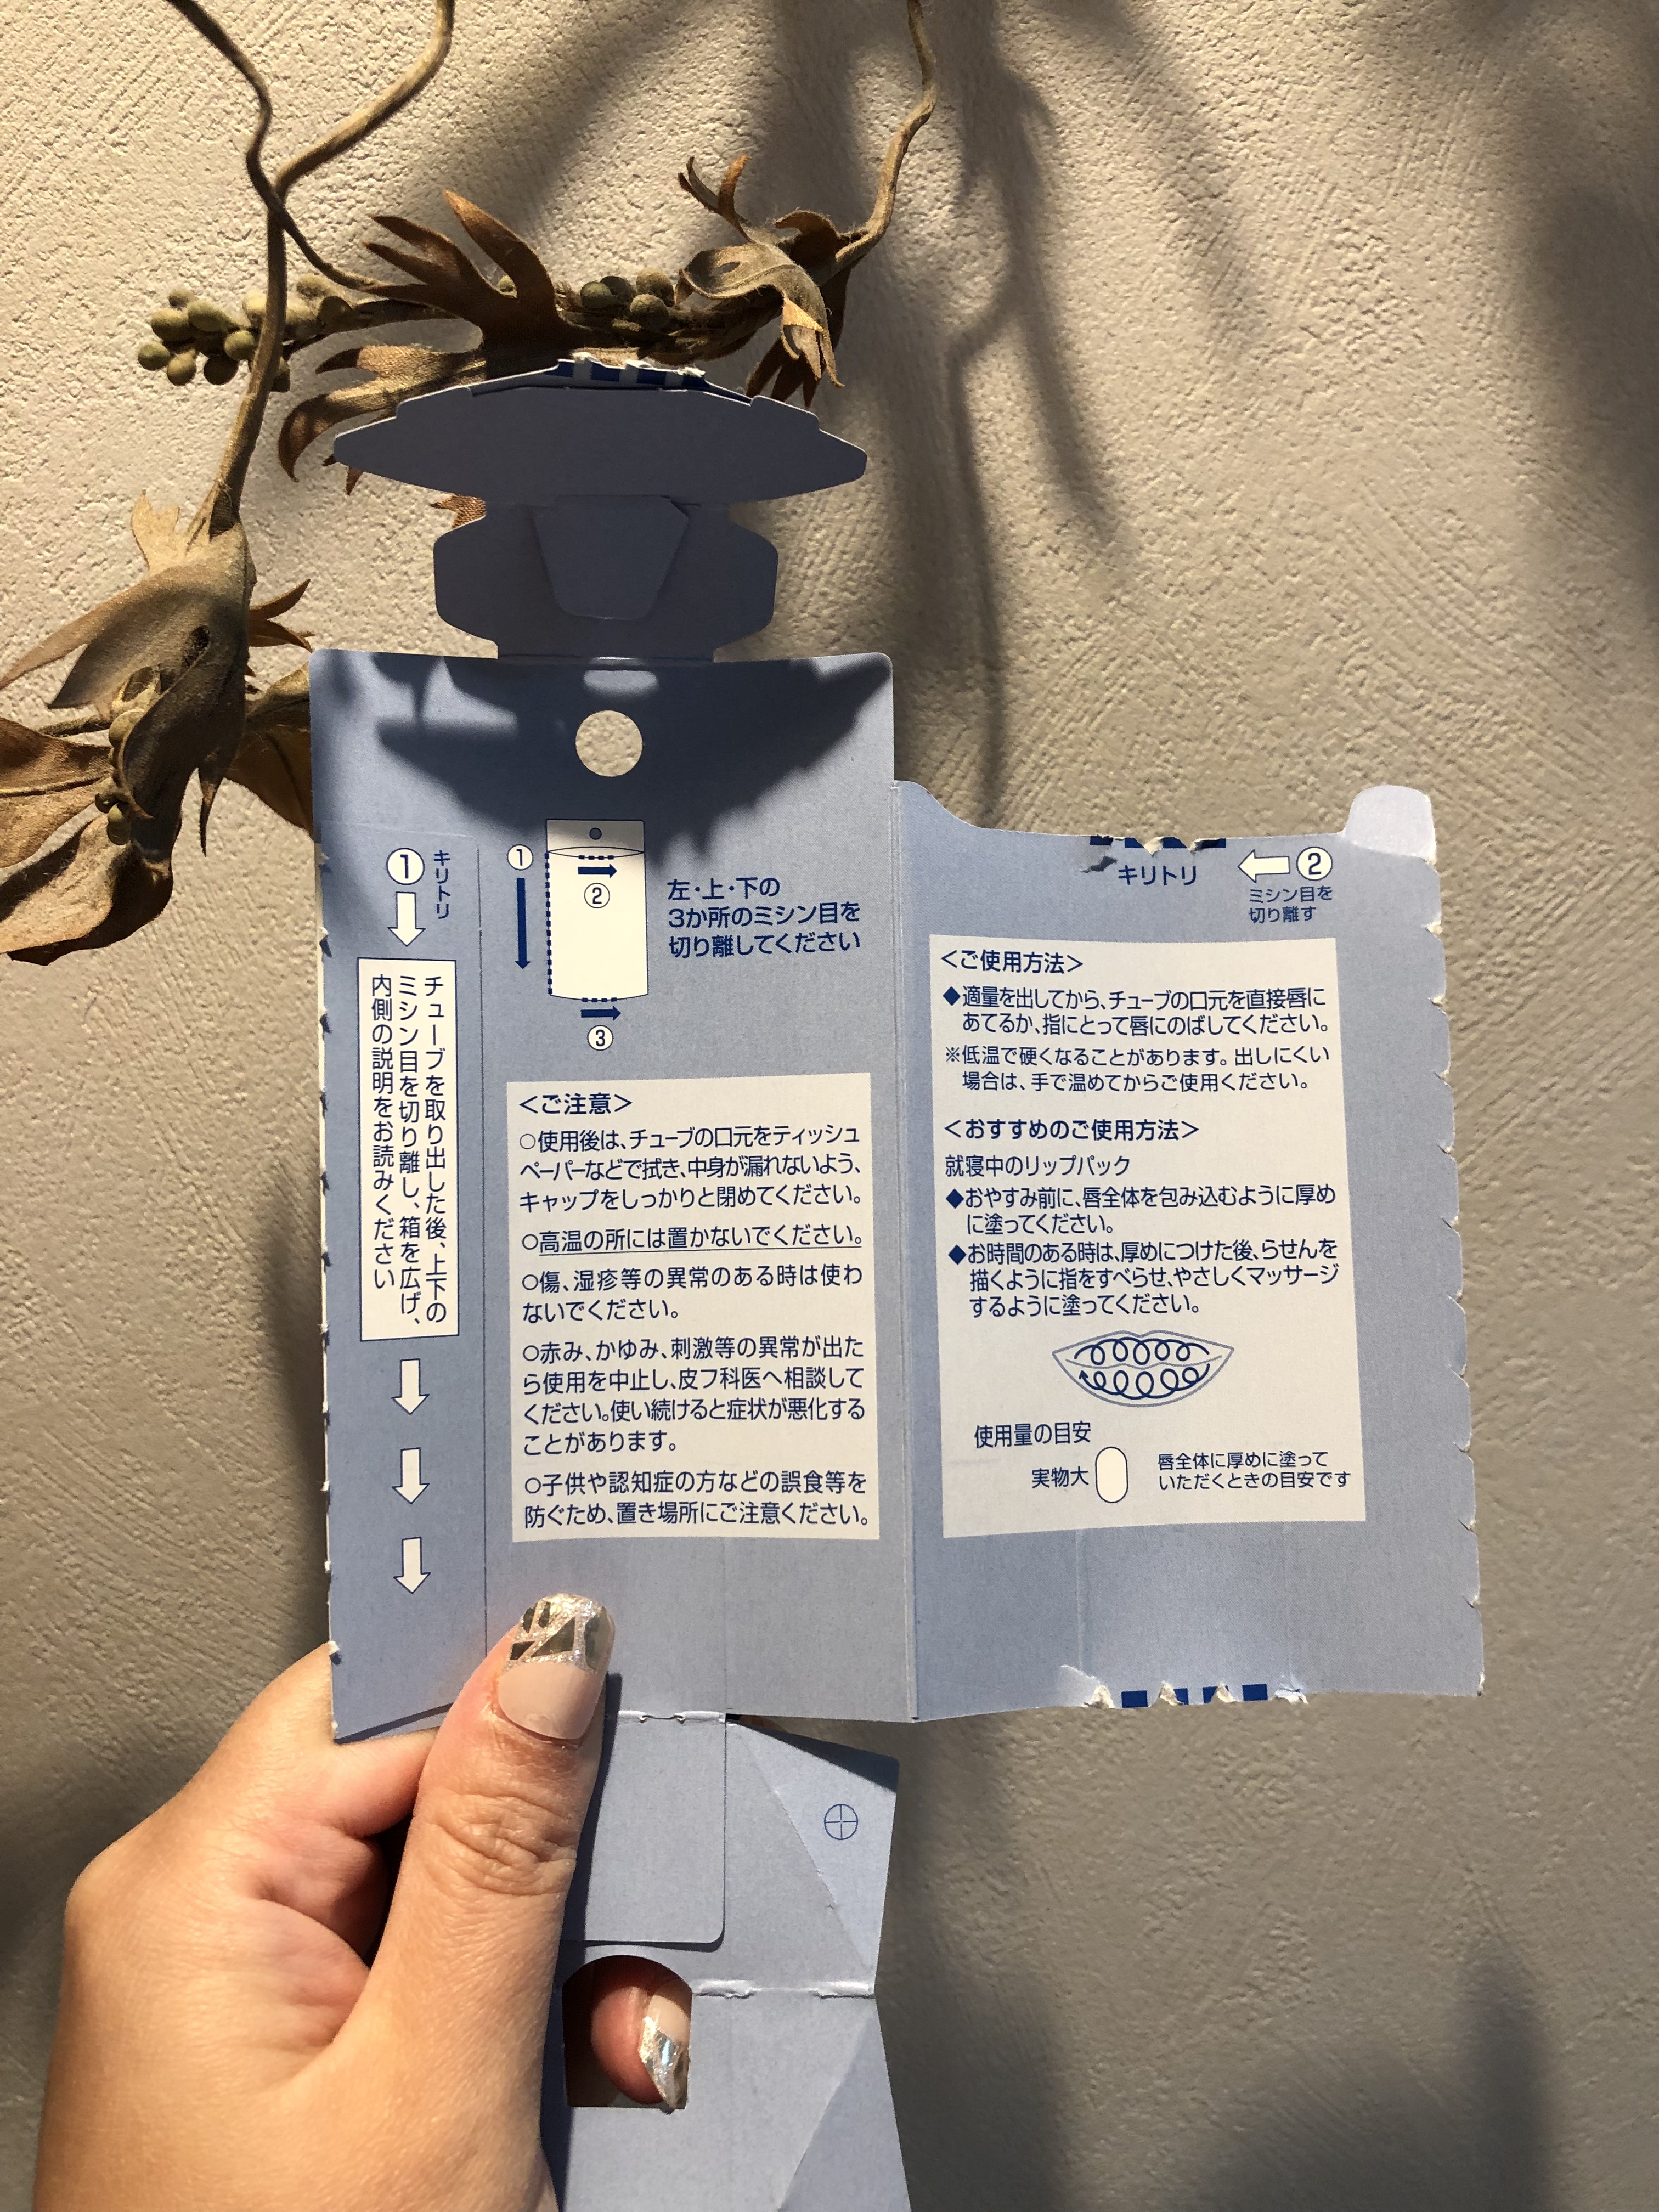 ①
キリトリ
チューブを取り出した後、上下の
ミシン目を切り離し、箱を広げ、
内側の説明をお読みください
①
②
③
左・上・下の
3か所のミシン目を
切り離してください
＜ご注意＞
○使用後は、チューブの口元をティッシュ
ペーパーなどで拭き、中身が漏れないよう、
キャップをしっかりと閉めてください。
○高温の所には置かないでください。
○傷、湿疹等の異常のある時は使わ
ないでください。
○赤み、かゆみ、刺激等の異常が出た
ら使用を中止し、皮フ科医へ相談して
ください。使い続けると症状が悪化する
ことがあります。
○子供や認知症の方などの誤食等を
防ぐため、置き場所にご注意ください。
キリトリ
②
ミシン目を
切り離す
＜ご使用方法＞
◆適量を出してから、チューブの口元を直接唇に
あてるか、指にとって唇にのばしてください。
※低温で硬くなることがあります。出しにくい
場合は、手で温めてからご使用ください。
＜おすすめのご使用方法＞
就寝中のリップパック
◆おやすみ前に、唇全体を包み込むように厚め
に塗ってください。
◆お時間のある時は、厚めにつけた後、らせんを
描くように指をすべらせ、やさしくマッサージ
するように塗ってください。
使用量の目安
実物大
唇全体に厚めに塗って
いただくときの目安です